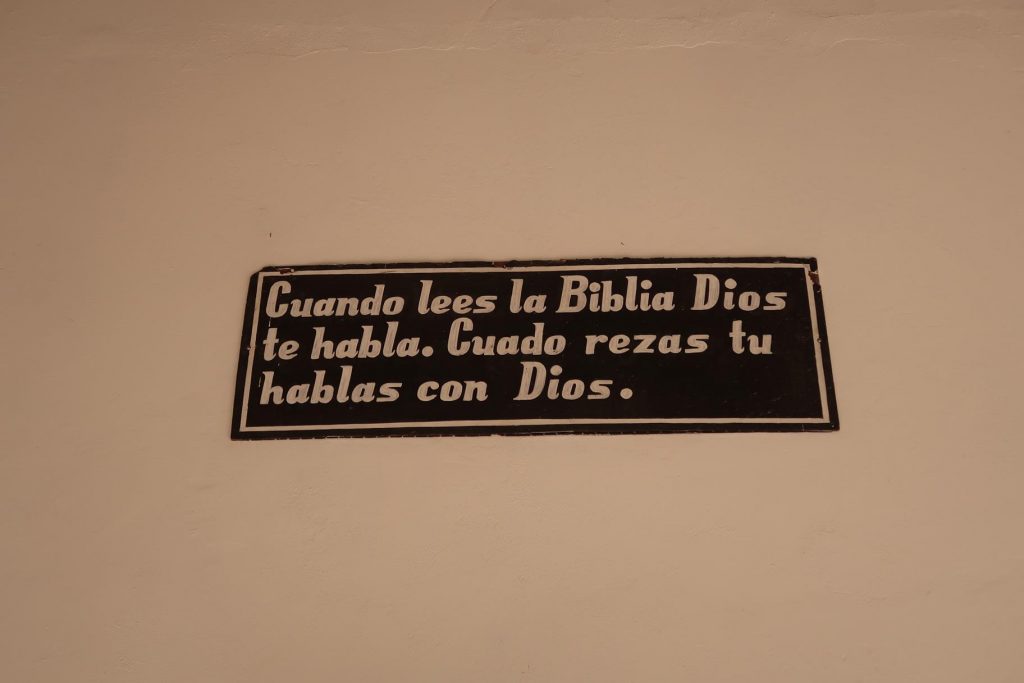 Cuando lees la Biblia Dios
te habla. Cuado rezas tu
hablas con Dios.